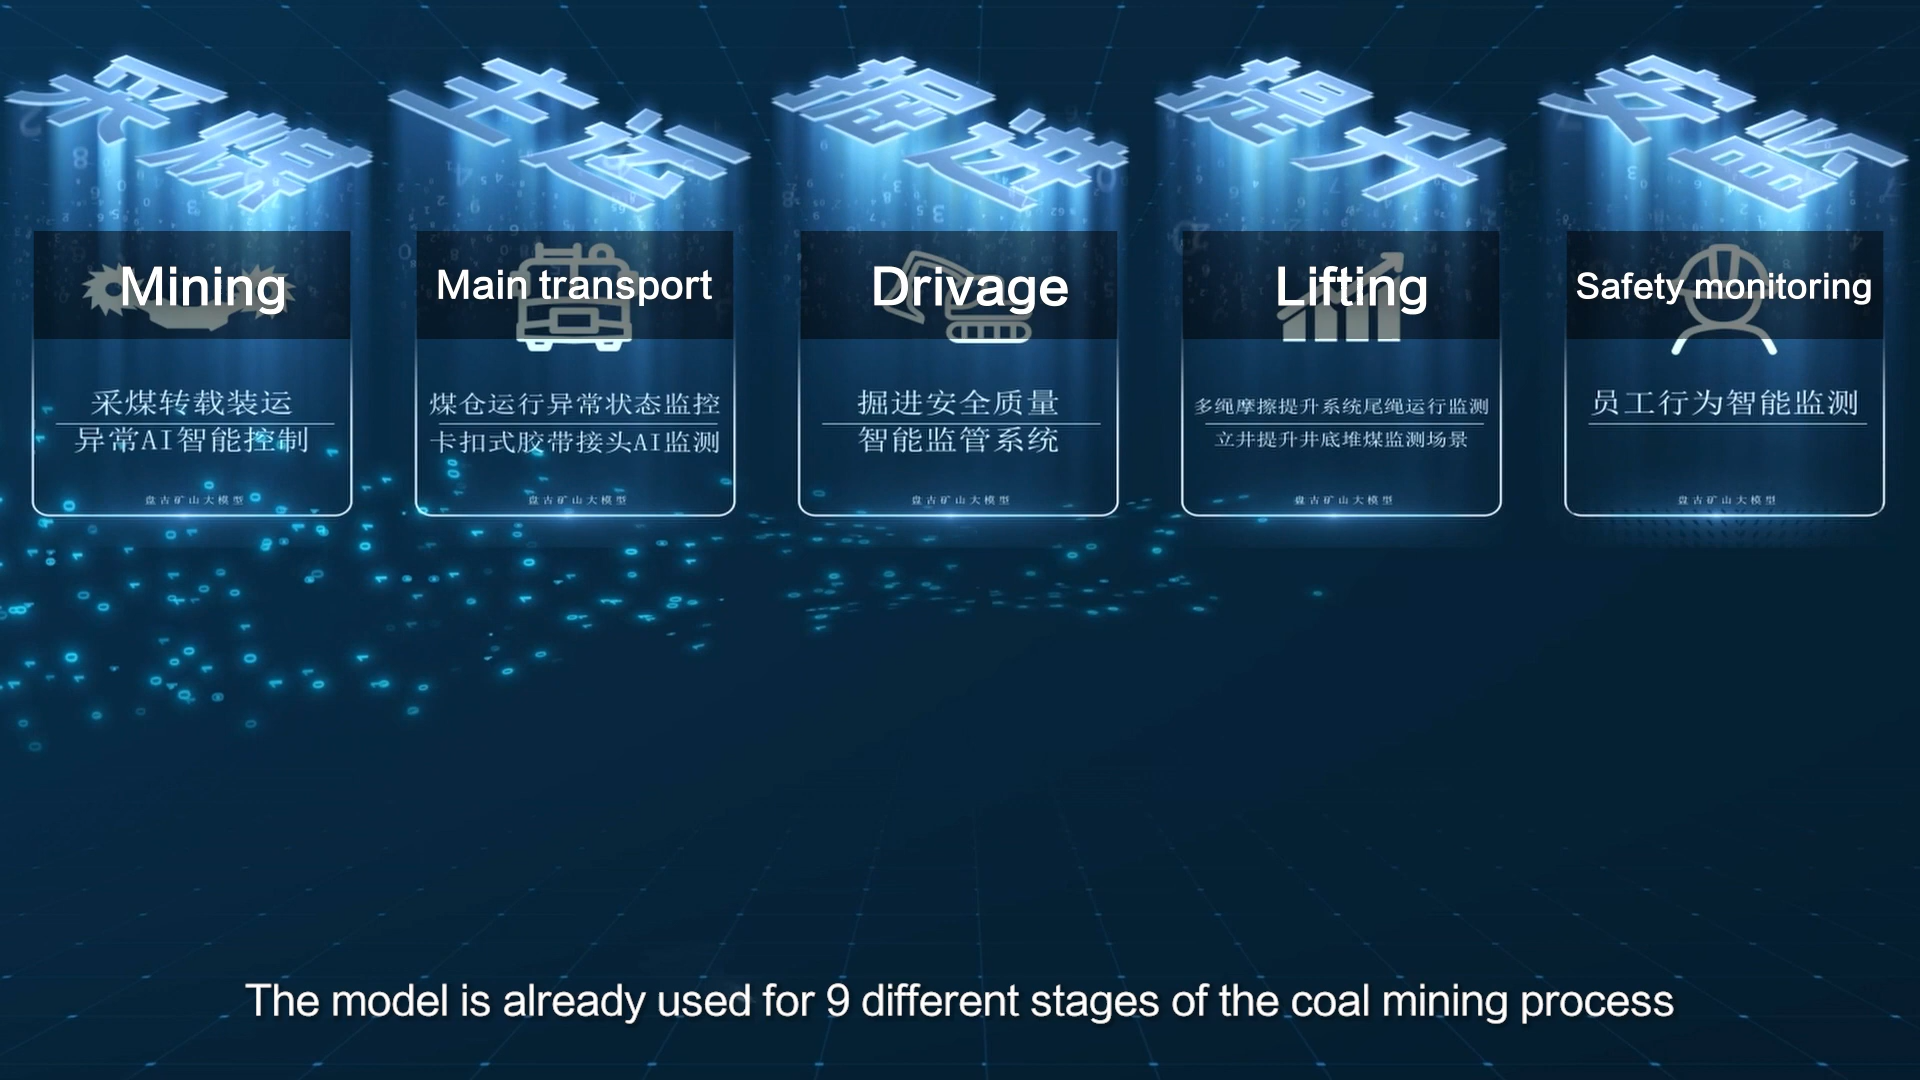 采煤
主运
掘进
提升
安监
Mining
Main transport
Drivage
Lifting
Safety monitoring
采煤转载装运
异常AI智能控制
煤仓运行异常状态监控
卡扣式胶带接头AI监测
掘进安全质量
智能监管系统
多绳摩擦提升系统尾绳运行监测
立井提升井底堆煤监测场景
员工行为智能监测
盘古矿山大模型
盘古矿山大模型
盘古矿山大模型
盘古矿山大模型
盘古矿山大模型
The model is already used for 9 different stages of the coal mining process